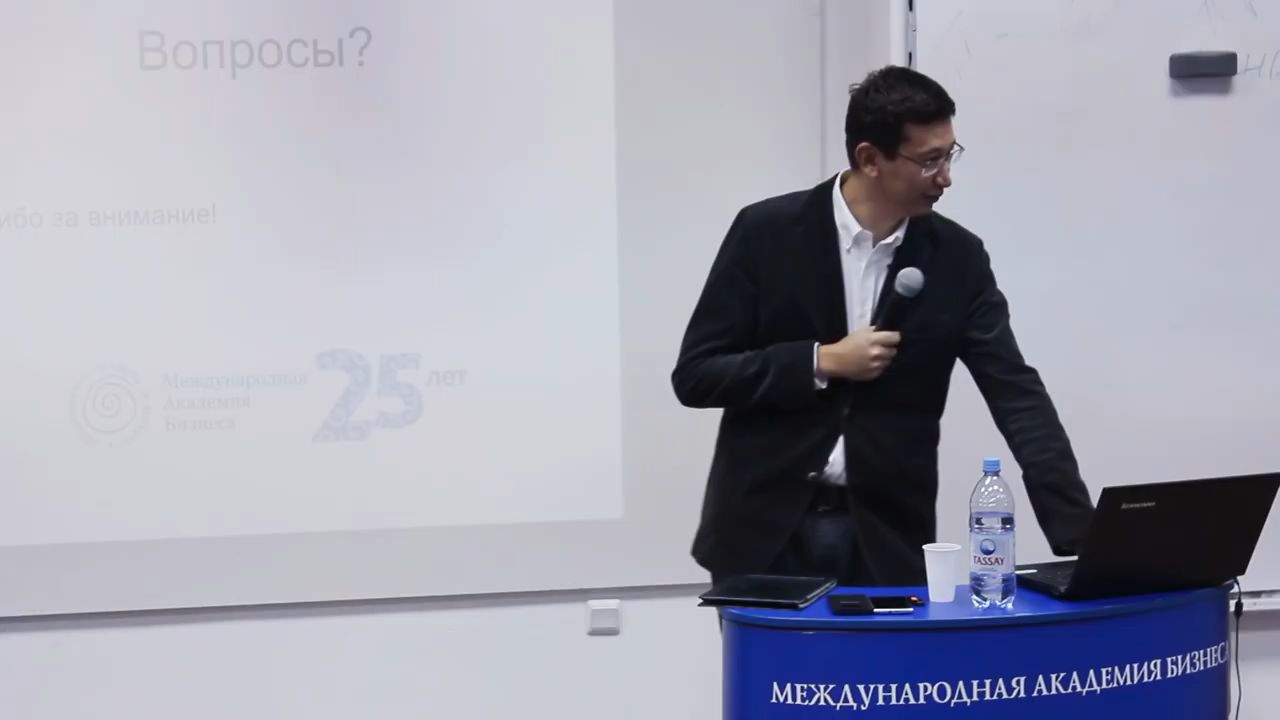 Вопросы?
ибо за внимание!
Международная
Академия
Бизнеса
25 лет
TASSAY
МЕЖДУНАРОДНАЯ АКАДЕМИЯ БИЗНЕСА